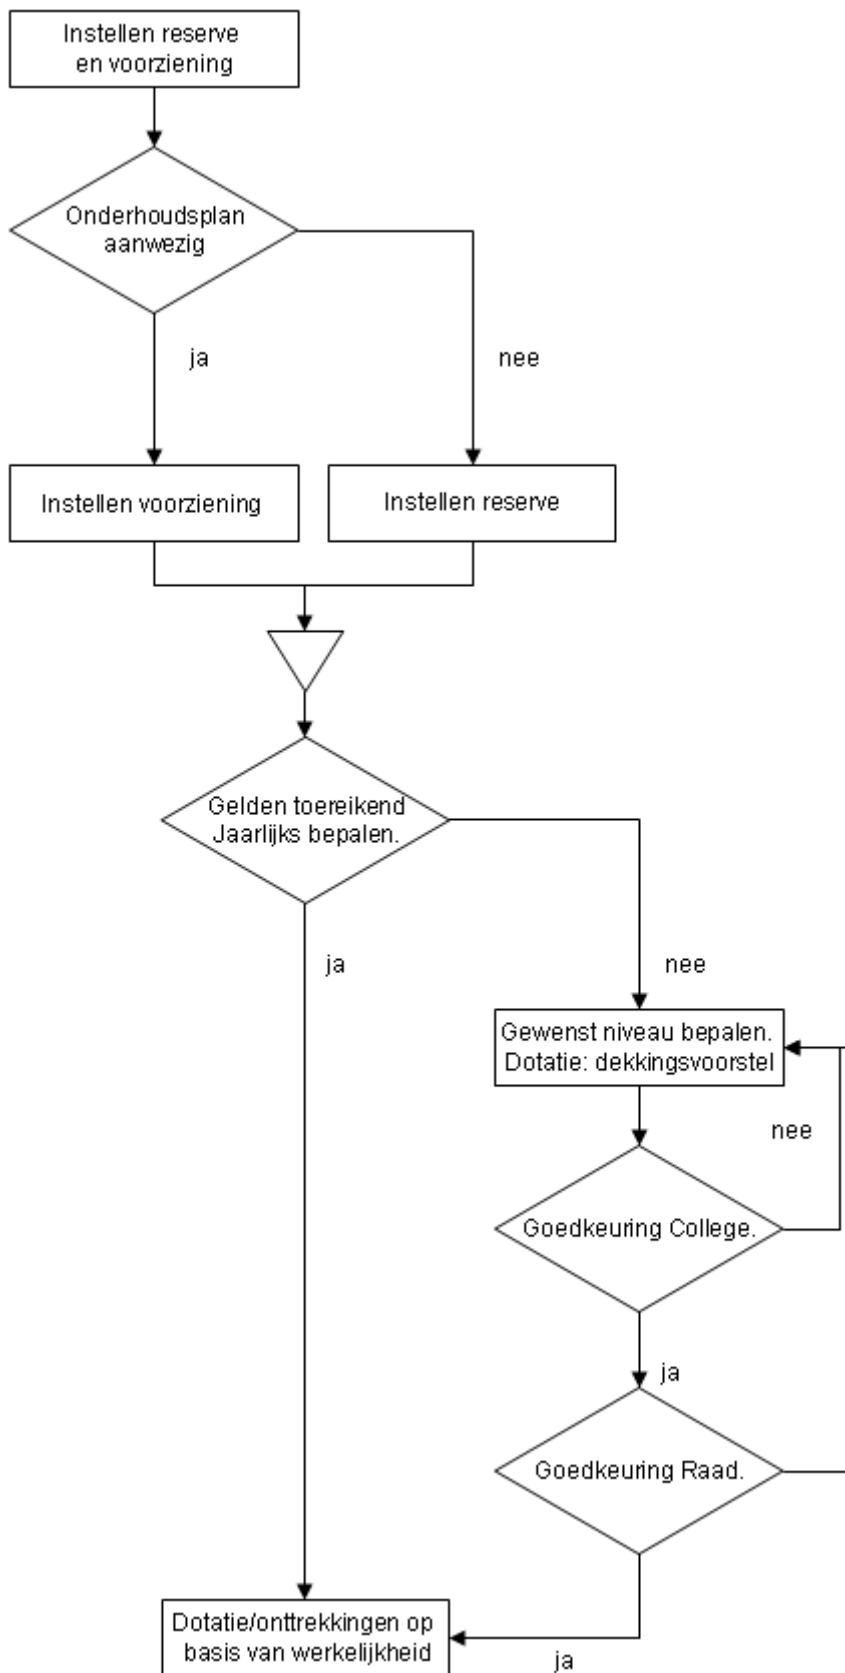 Instellen reserve
en voorziening
Onderhoudsplan
aanwezig
ja
nee
Instellen voorziening
Instellen reserve
Gelden toereikend
Jaarlijks bepalen.
ja
nee
Gewenst niveau bepalen.
Dotatie: dekkingsvoorstel
nee
Goedkeuring College.
ja
Goedkeuring Raad.
Dotatie/onttrekkingen op
basis van werkelijkheid
ja